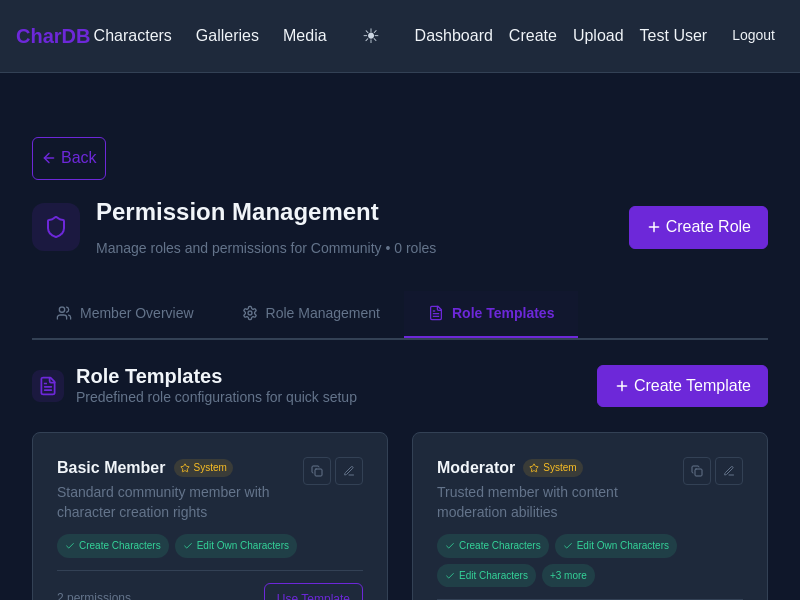 CharDB Characters Galleries Media Dashboard Create Upload Test User Logout
Back
Permission Management
Manage roles and permissions for Community • 0 roles
Create Role
Member Overview Role Management Role Templates
Role Templates
Predefined role configurations for quick setup
Create Template
Basic Member System
Standard community member with
character creation rights
Create Characters Edit Own Characters
2 permissions Use Template
Moderator System
Trusted member with content
moderation abilities
Create Characters Edit Own Characters
Edit Characters +3 more